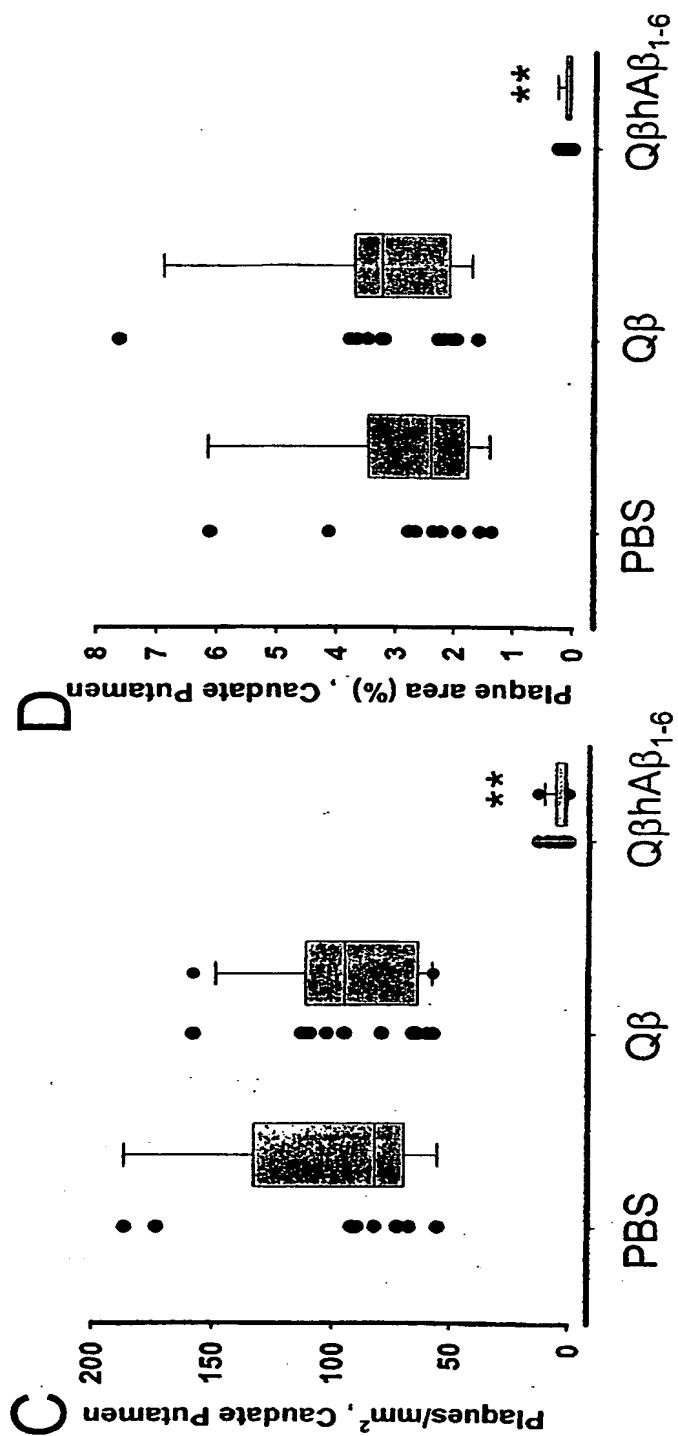 C
Plaques/mm², Caudate Putamen
200
150
100
50
0
PBS
Qβ
QβhAβ1-6
**
D
Plaque area (%) , Caudate Putamen
8
7
6
5
4
3
2
1
0
PBS
Qβ
QβhAβ1-6
**